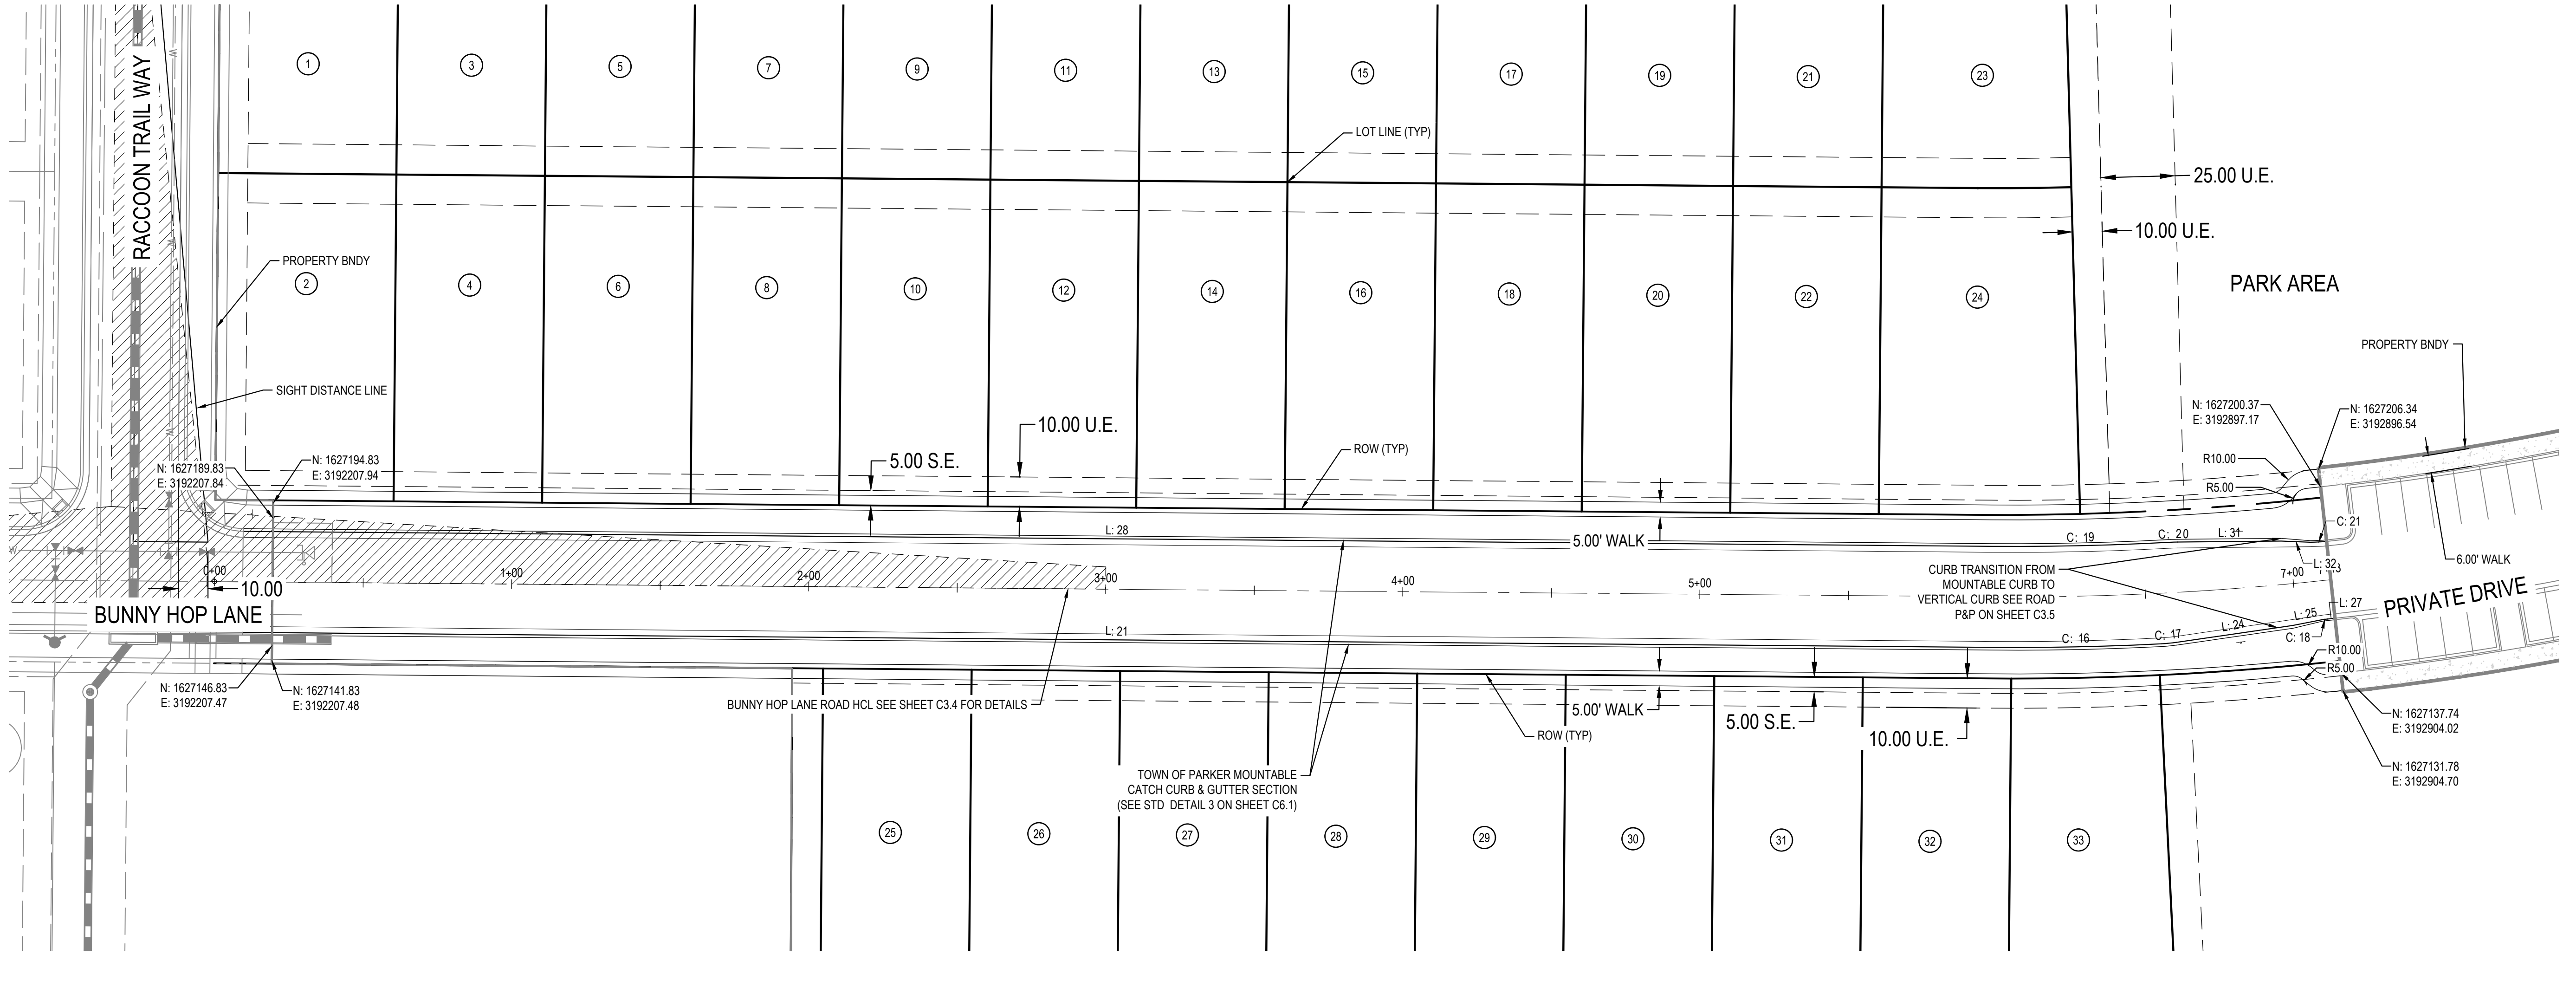 RACCOON TRAIL WAY
1
3
5
7
9
11
13
15
17
19
21
23
LOT LINE (TYP)
25.00 U.E.
10.00 U.E.
PROPERTY BNDY
2
4
6
8
10
12
14
16
18
20
22
24
PARK AREA
PROPERTY BNDY
SIGHT DISTANCE LINE
10.00 U.E.
5.00 S.E.
ROW (TYP)
N: 1627189.83
E: 3192207.84
N: 1627194.83
E: 3192207.94
N: 1627200.37
E: 3192897.17
N: 1627206.34
E: 3192896.54
R10.00
R5.00
W
W
W
W
L: 28
5.00' WALK
C: 19
C: 20
L: 31
C: 21
L: 32
6.00' WALK
0+00
1+00
2+00
3+00
4+00
5+00
7+00
10.00
BUNNY HOP LANE
CURB TRANSITION FROM
MOUNTABLE CURB TO
VERTICAL CURB SEE ROAD
P&P ON SHEET C3.5
PRIVATE DRIVE
L: 21
C: 16
C: 17
L: 24
L: 25
L: 27
C: 18
R10.00
R5.00
N: 1627146.83
E: 3192207.47
N: 1627141.83
E: 3192207.48
BUNNY HOP LANE ROAD HCL SEE SHEET C3.4 FOR DETAILS
5.00' WALK
5.00 S.E.
ROW (TYP)
10.00 U.E.
N: 1627137.74
E: 3192904.02
N: 1627131.78
E: 3192904.70
TOWN OF PARKER MOUNTABLE
CATCH CURB & GUTTER SECTION
(SEE STD DETAIL 3 ON SHEET C6.1)
25
26
27
28
29
30
31
32
33